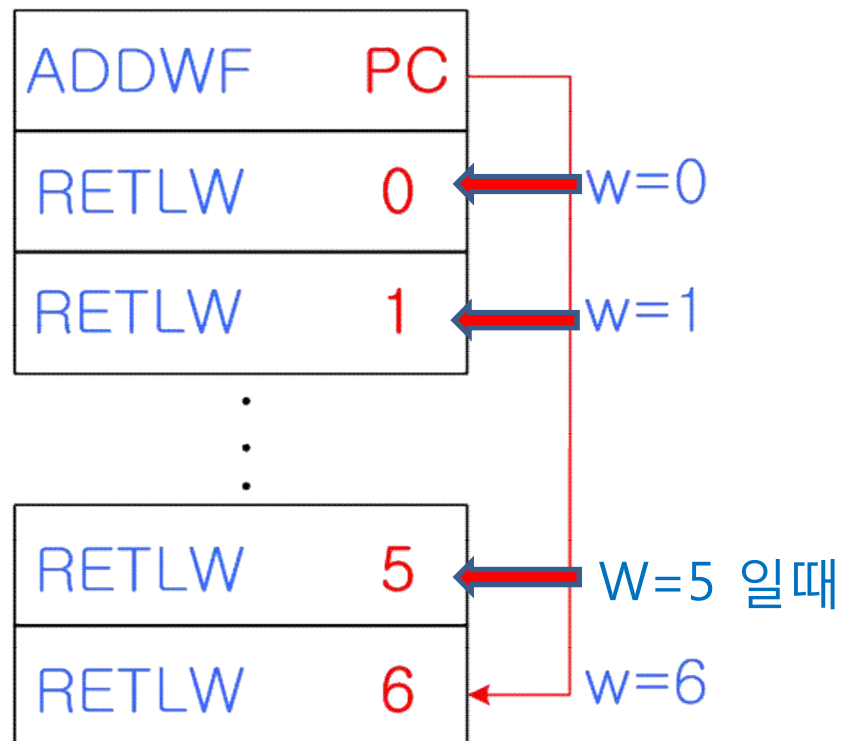 ADDWF PC
RETLW 0 w=0
RETLW 1 w=1
RETLW 5 W=5 일때
RETLW 6 w=6